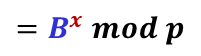 = B^x mod p